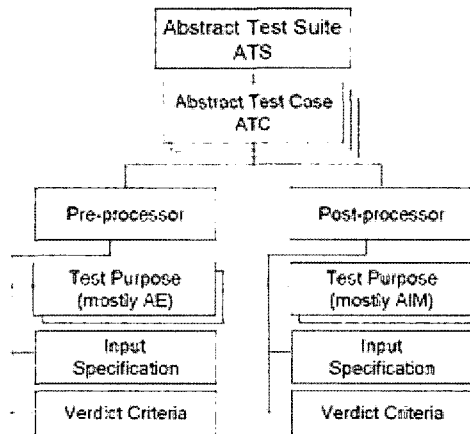 Abstract Test Suite
ATS
Abstract Test Case
ATC
Pre-processor
Post-processor
Test Purpose
(mostly AE)
Test Purpose
(mostly AIM)
Input
Specification
Input
Specification
Verdict Criteria
Verdict Criteria